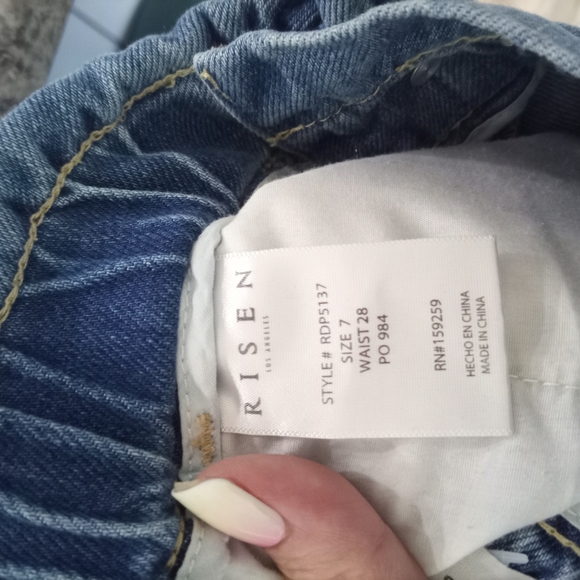 RISEN
LOS ANGELES
STYLE# RDP5137
SIZE 7
WAIST 28
PO 984
RN#159259
HECHO EN CHINA
MADE IN CHINA